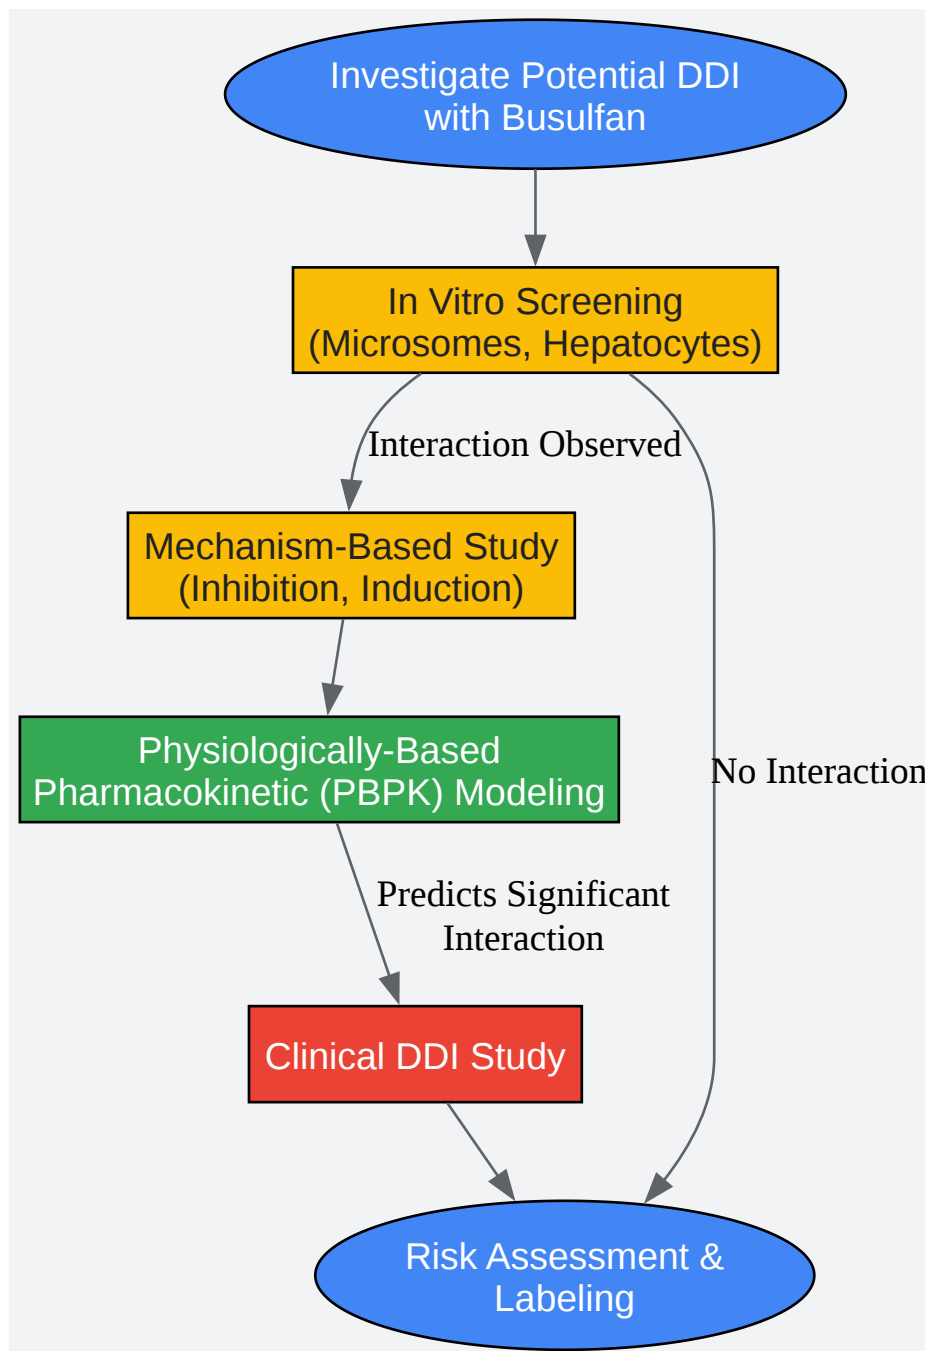 Investigate Potential DDI
with Busulfan
In Vitro Screening
(Microsomes, Hepatocytes)
Interaction Observed
Mechanism-Based Study
(Inhibition, Induction)
Physiologically-Based
Pharmacokinetic (PBPK) Modeling
No Interaction
Predicts Significant
Interaction
Clinical DDI Study
Risk Assessment &
Labeling